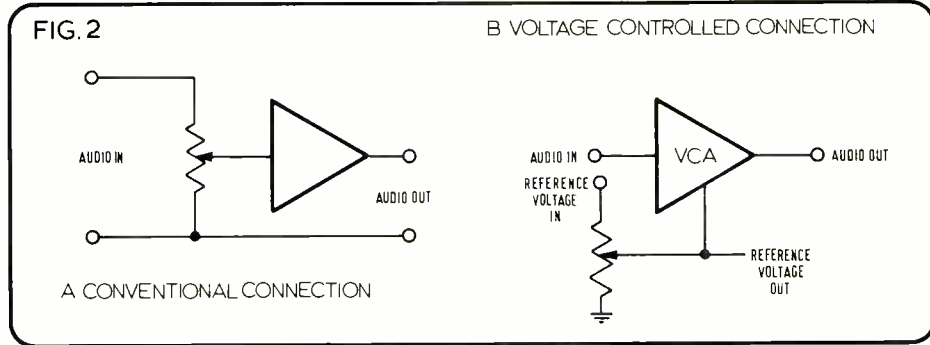 FIG. 2
B VOLTAGE CONTROLLED CONNECTION
AUDIO IN
AUDIO OUT
A CONVENTIONAL CONNECTION
AUDIO IN
VCA
AUDIO OUT
REFERENCE
VOLTAGE
IN
REFERENCE
VOLTAGE
OUT